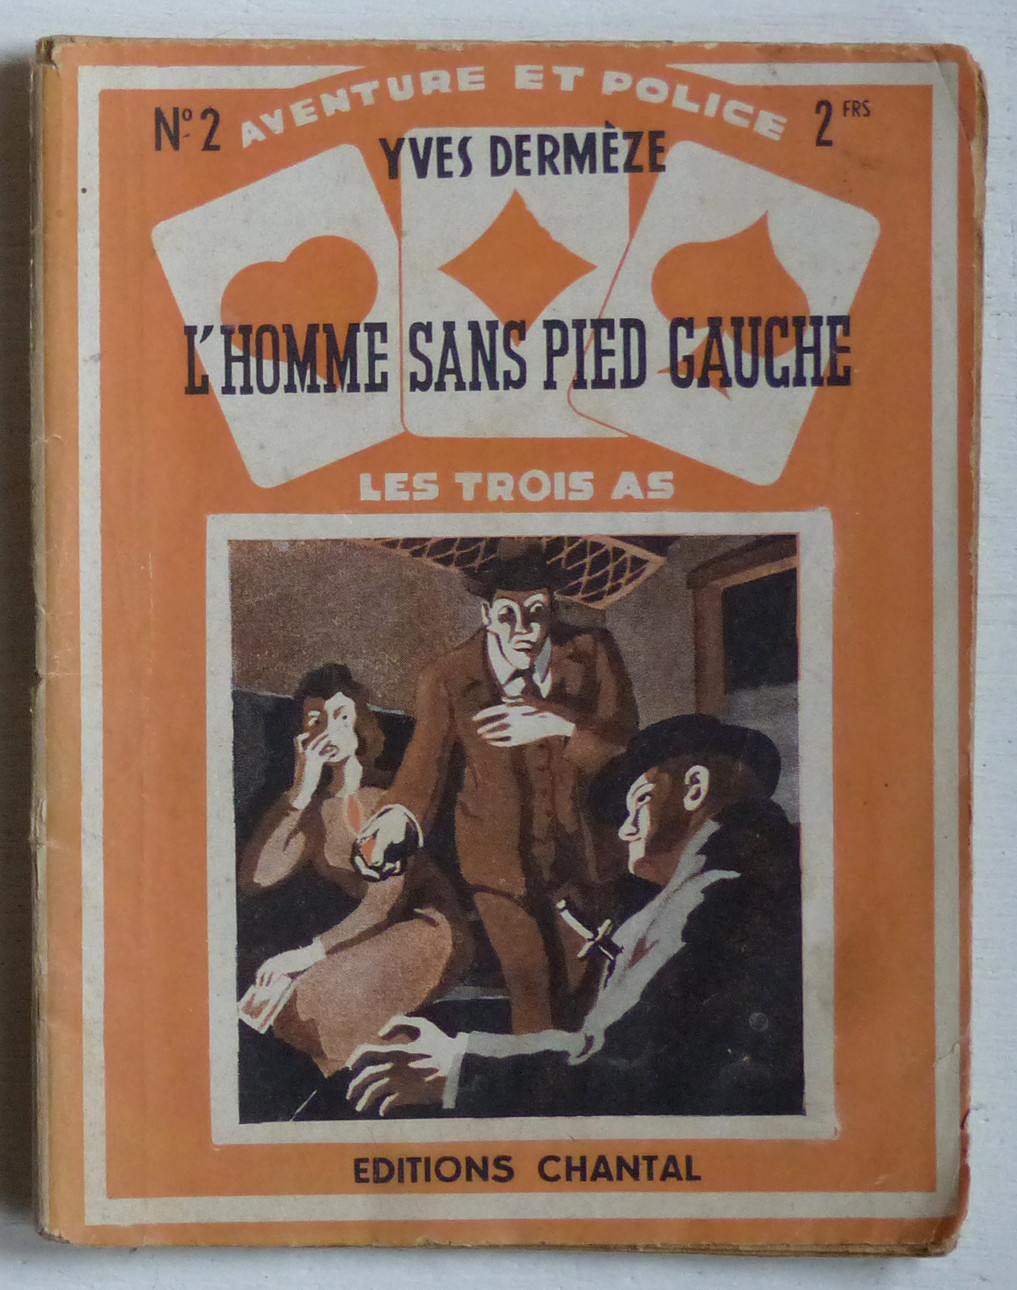 AVENTURE ET POLICE
Nº 2
2 FRS
YVES DERMÈZE
L'HOMME SANS PIED GAUCHE
LES TROIS AS
EDITIONS CHANTAL